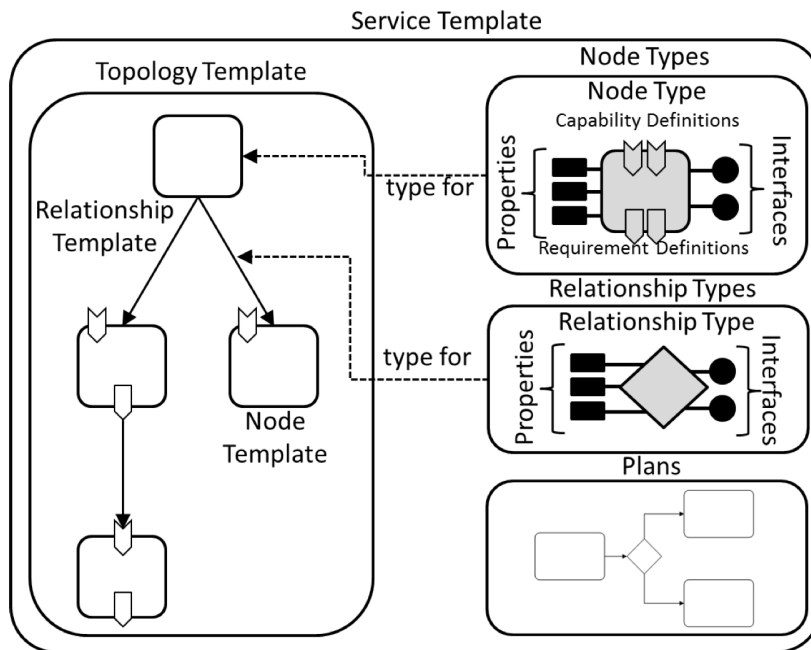 Service Template
Topology Template
Relationship
Template
Node
Template
type for
type for
Node Types
Node Type
Capability Definitions
Properties
Interfaces
Requirement Definitions
Relationship Types
Relationship Type
Properties
Interfaces
Plans